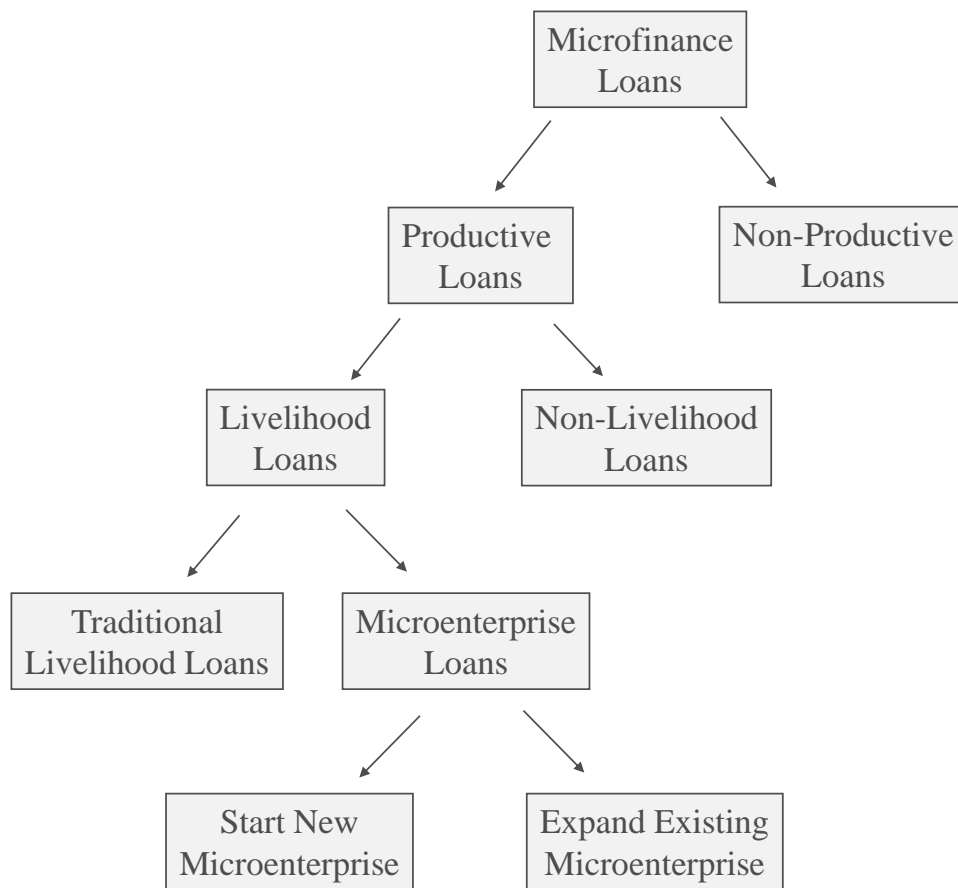 Microfinance
Loans
Productive
Loans
Non-Productive
Loans
Livelihood
Loans
Non-Livelihood
Loans
Traditional
Livelihood Loans
Microenterprise
Loans
Start New
Microenterprise
Expand Existing
Microenterprise